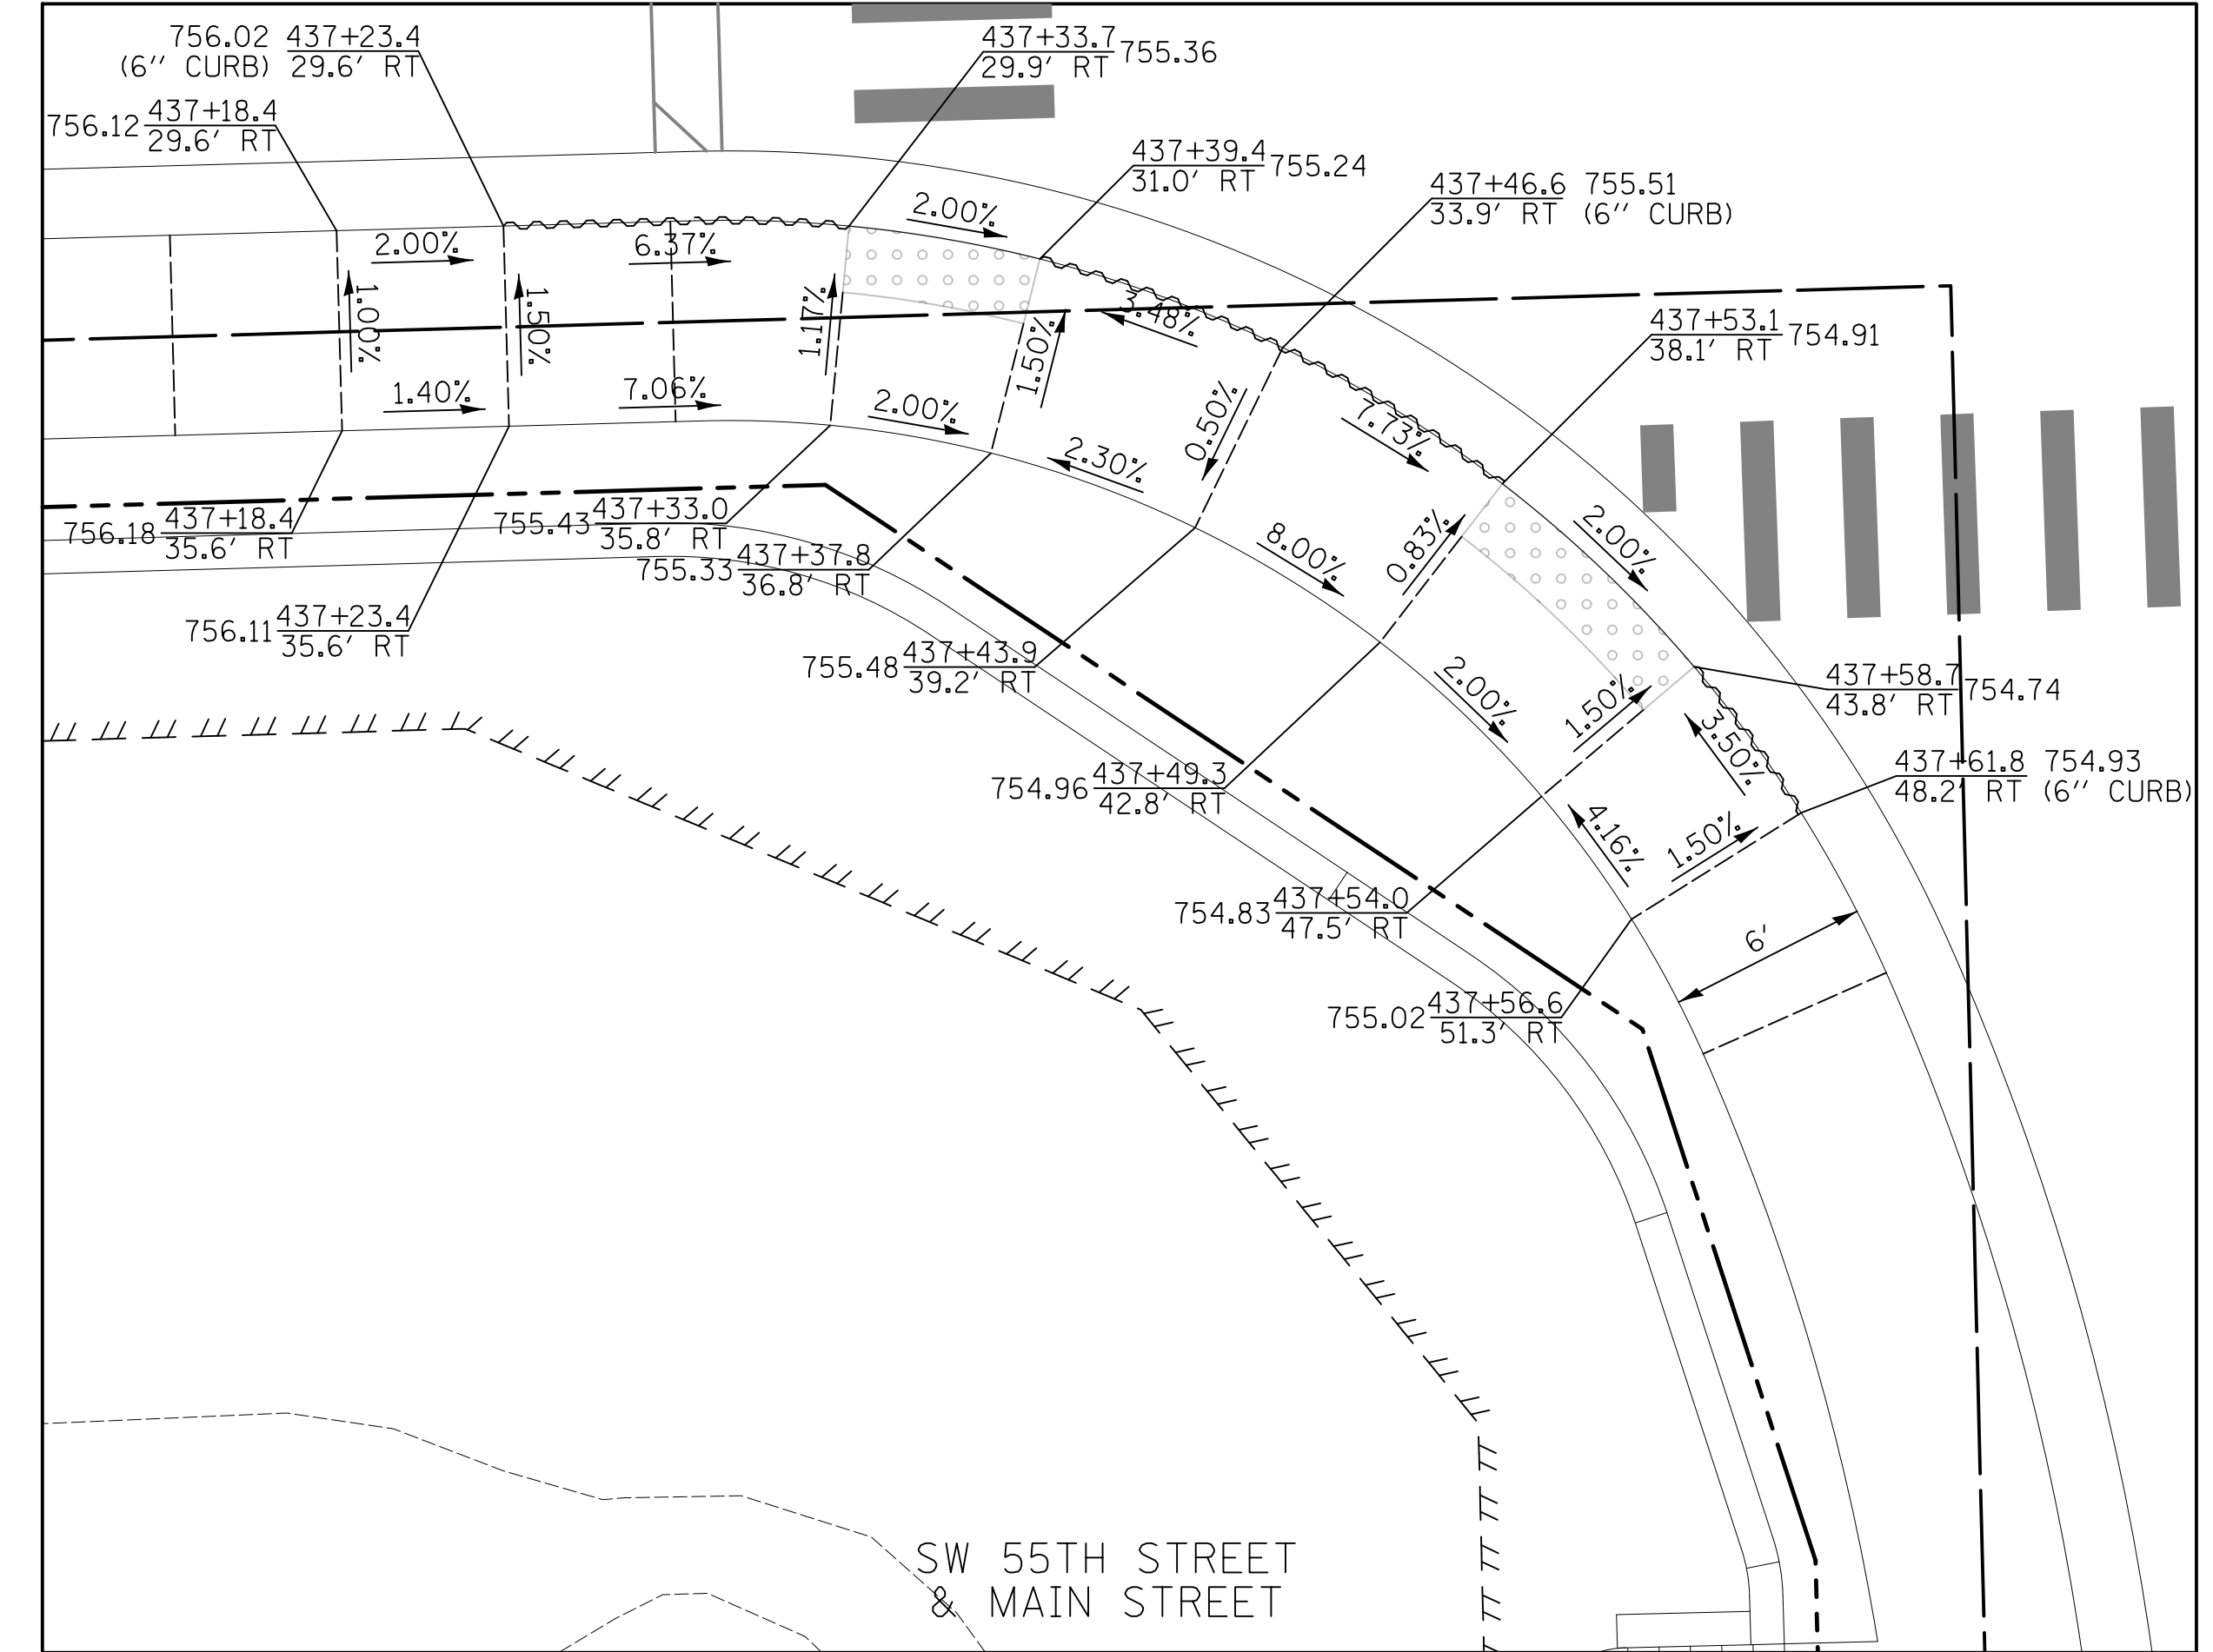 756.02 437+23.4
(6′′ CURB) 29.6′ RT
437+33.7 755.36
29.9′ RT
756.12 437+18.4
29.6′ RT
437+39.4 755.24
31.0′ RT
437+46.6 755.51
33.9′ RT (6′′ CURB)
2.00%
2.00%
6.37%
1.00%
1.50%
1.17%
1.50%
3.48%
437+53.1 754.91
38.1′ RT
1.40%
7.06%
2.00%
0.50%
7.73%
2.30%
756.18 437+18.4
35.6′ RT
755.43 437+33.0
35.8′ RT
755.33 437+37.8
36.8′ RT
8.00%
0.83%
2.00%
756.11 437+23.4
35.6′ RT
755.48 437+43.9
39.2′ RT
2.00%
1.50%
437+58.7 754.74
43.8′ RT
3.50%
437+61.8 754.93
48.2′ RT (6′′ CURB)
754.96 437+49.3
42.8′ RT
4.16%
1.50%
754.83 437+54.0
47.5′ RT
6'
755.02 437+56.6
51.3′ RT
SW 55TH STREET
& MAIN STREET